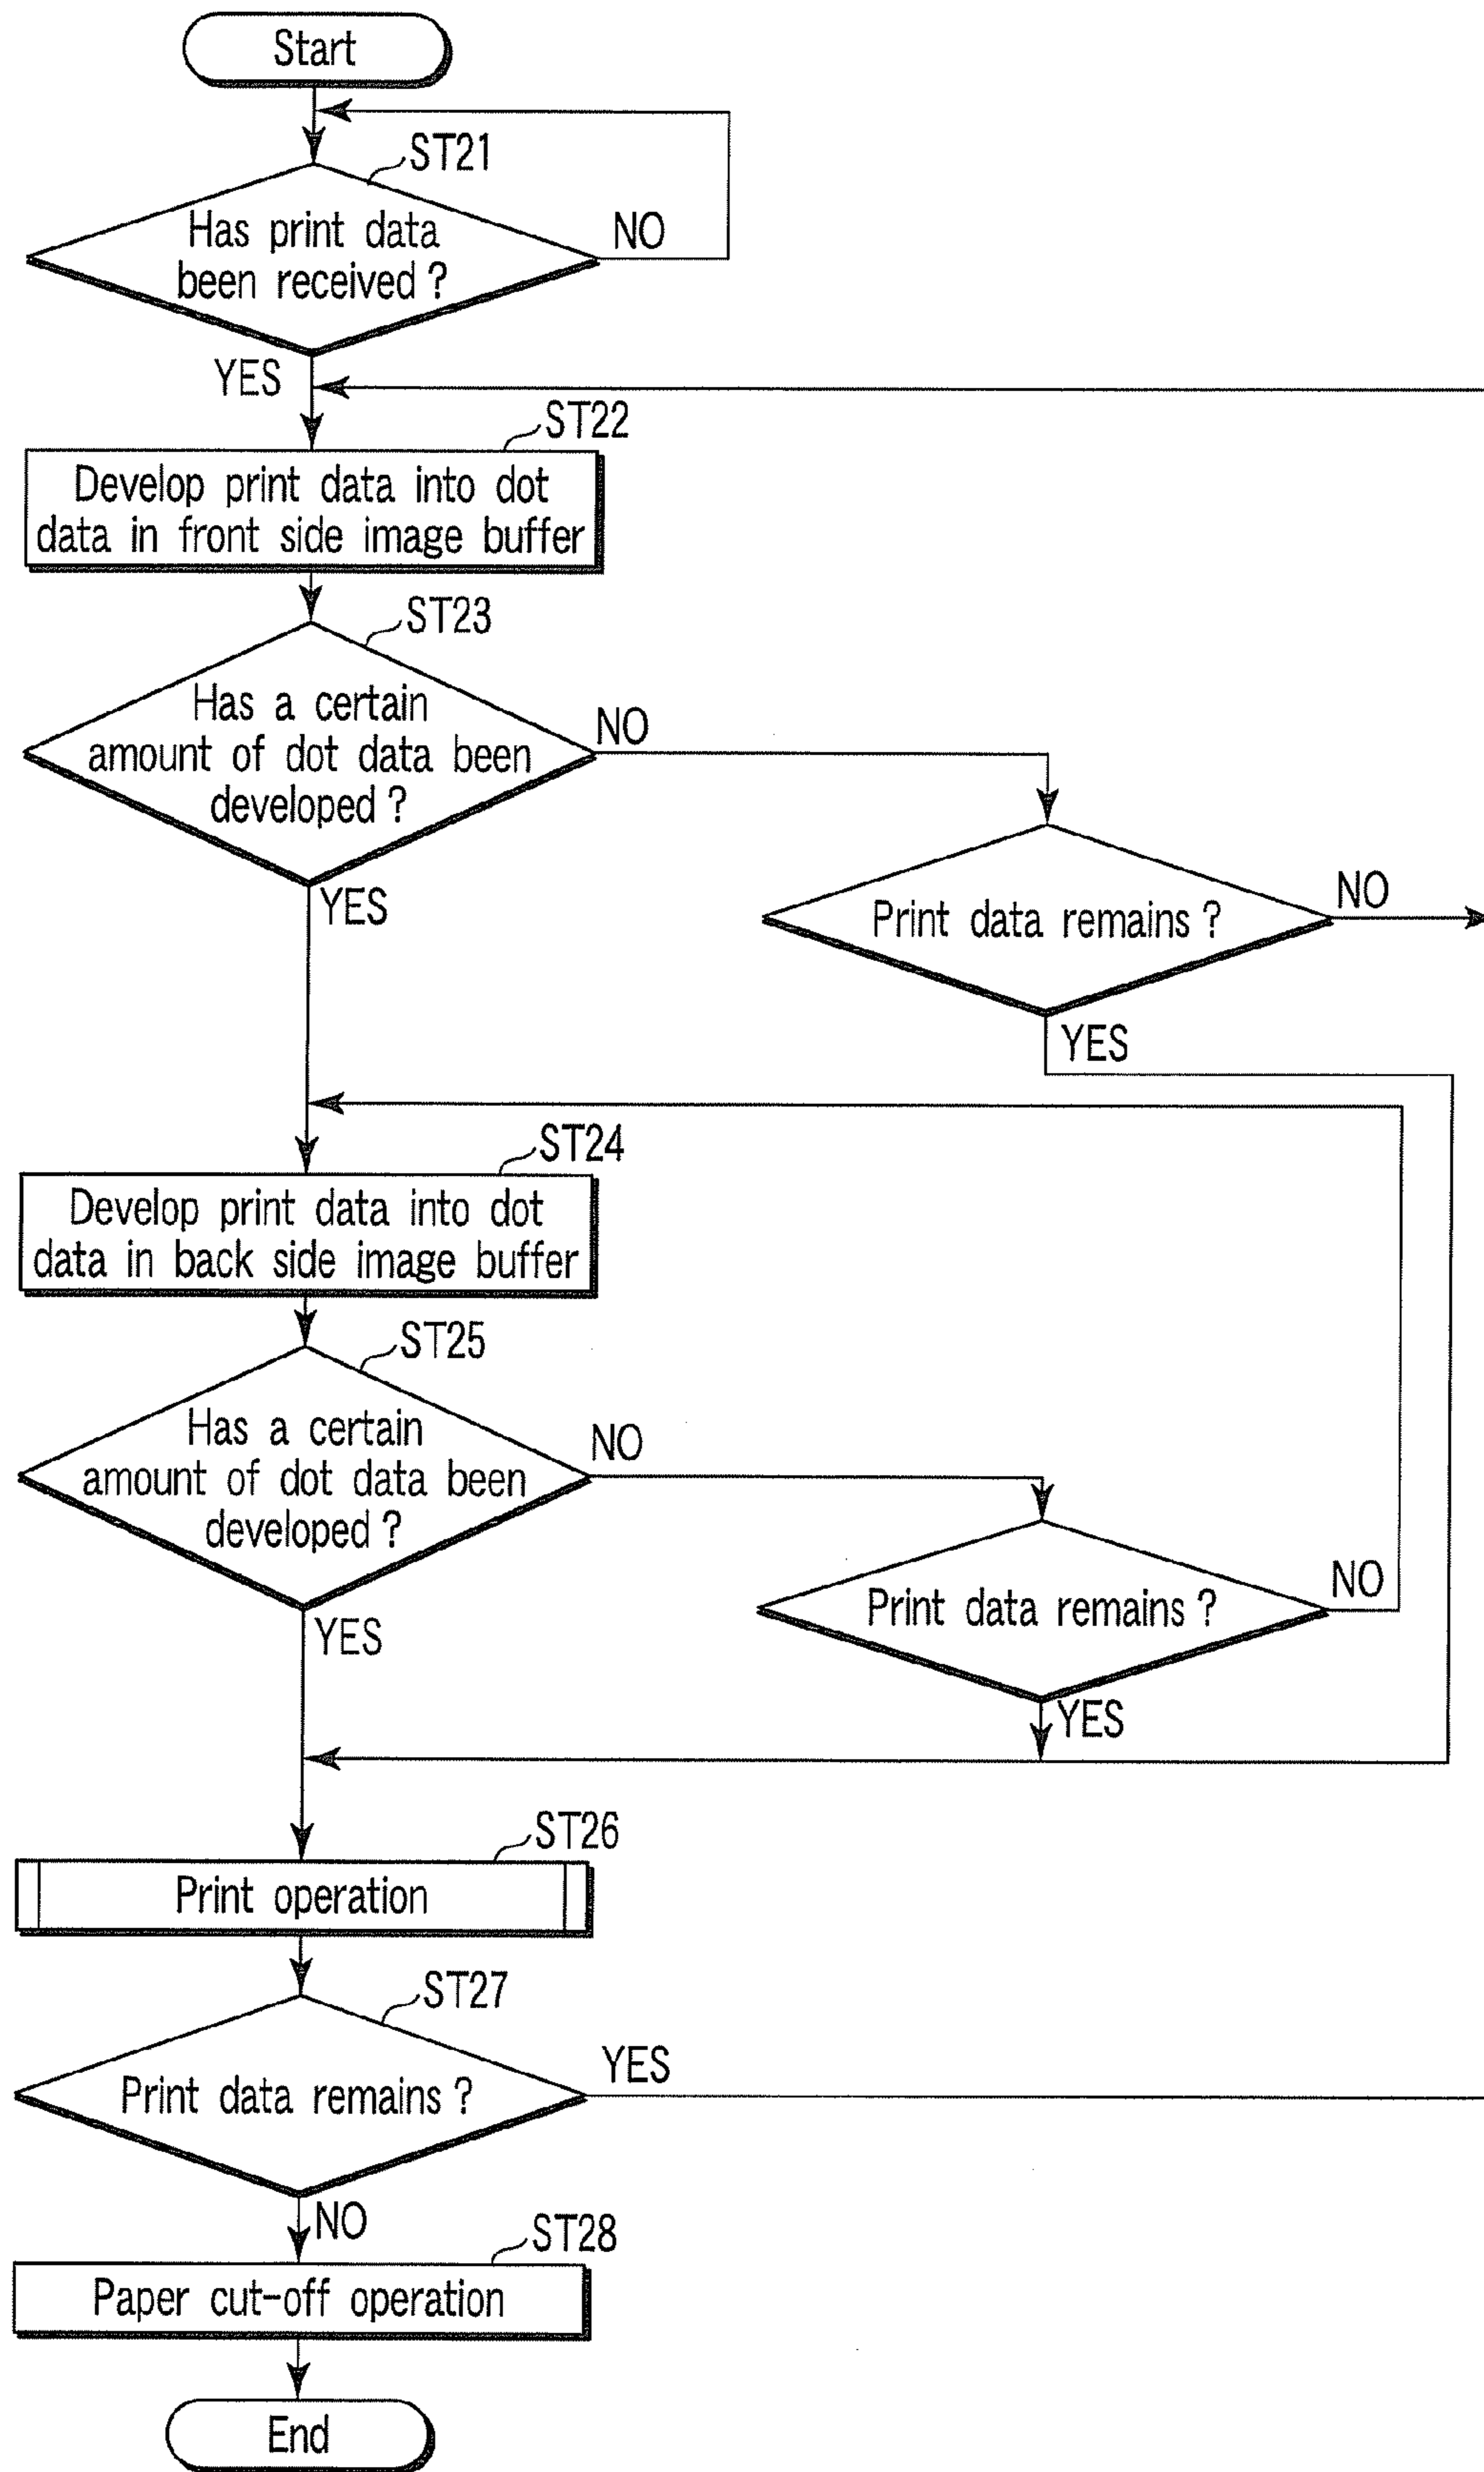 Start
ST21
Has print data
been received ?
NO
YES
ST22
Develop print data into dot
data in front side image buffer
ST23
Has a certain
amount of dot data been
developed ?
NO
YES
Print data remains ?
NO
YES
ST24
Develop print data into dot
data in back side image buffer
ST25
Has a certain
amount of dot data been
developed ?
NO
YES
Print data remains ?
NO
YES
ST26
Print operation
ST27
Print data remains ?
YES
NO
ST28
Paper cut-off operation
End